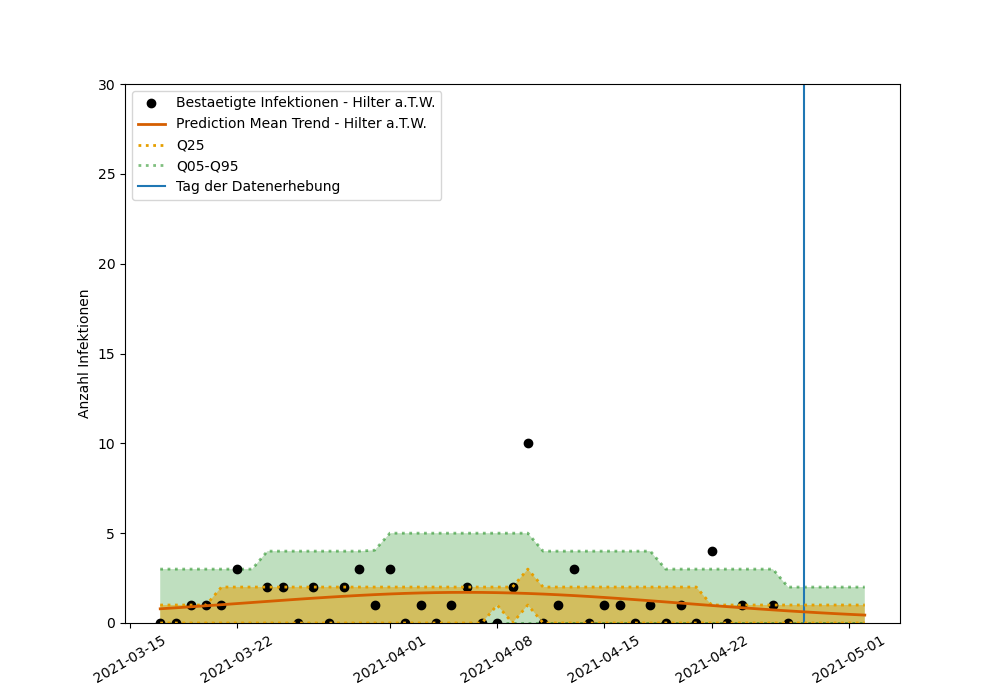 30
25
20
15
10
5
0
Anzahl Infektionen
Bestaetigte Infektionen - Hilter a.T.W.
Prediction Mean Trend - Hilter a.T.W.
Q25
Q05-Q95
Tag der Datenerhebung
2021-03-15
2021-03-22
2021-04-01
2021-04-08
2021-04-15
2021-04-22
2021-05-01